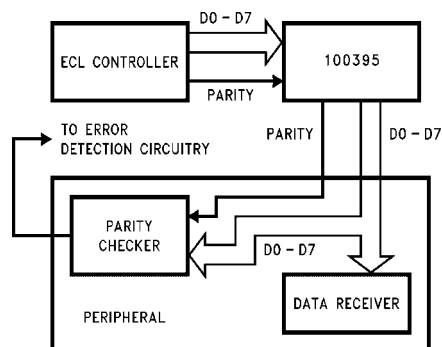 D0-D7
ECL CONTROLLER
100395
PARITY
PARITY
D0-D7
TO ERROR
DETECTION CIRCUITRY
PARITY
CHECKER
D0-D7
DATA RECEIVER
PERIPHERAL